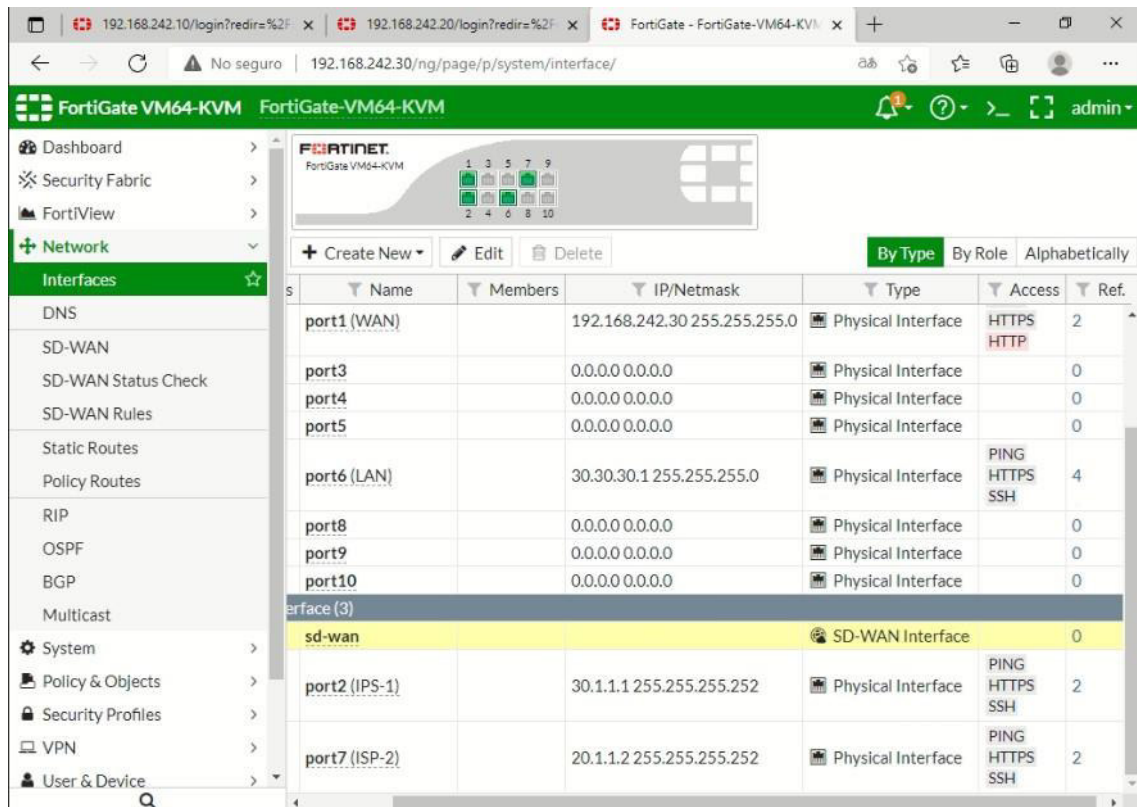 192.168.242.10/login?redir=%2F
192.168.242.20/login?redir=%2F
FortiGate - FortiGate-VM64-KV
No seguro
192.168.242.30/ng/page/p/system/interface/
FortiGate VM64-KVM FortiGate-VM64-KVM
1
admin
Dashboard
Security Fabric
FortiView
Network
Interfaces
DNS
SD-WAN
SD-WAN Status Check
SD-WAN Rules
Static Routes
Policy Routes
RIP
OSPF
BGP
Multicast
System
Policy & Objects
Security Profiles
VPN
User & Device
FORTINET.
FortiGate VM64-KVM
1 3 5 7 9
2 4 6 8 10
+ Create New Edit Delete
By Type By Role Alphabetically
s Name Members IP/Netmask Type Access Ref.
port1 (WAN) 192.168.242.30 255.255.255.0 Physical Interface HTTPS 2
HTTP
port3 0.0.0.0 0.0.0.0 Physical Interface 0
port4 0.0.0.0 0.0.0.0 Physical Interface 0
port5 0.0.0.0 0.0.0.0 Physical Interface 0
PING
port6 (LAN) 30.30.30.1 255.255.255.0 Physical Interface HTTPS 4
SSH
port8 0.0.0.0 0.0.0.0 Physical Interface 0
port9 0.0.0.0 0.0.0.0 Physical Interface 0
port10 0.0.0.0 0.0.0.0 Physical Interface 0
erface (3)
sd-wan SD-WAN Interface 0
PING
port2 (IPS-1) 30.1.1.1 255.255.255.252 Physical Interface HTTPS 2
SSH
PING
port7 (ISP-2) 20.1.1.2 255.255.255.252 Physical Interface HTTPS 2
SSH